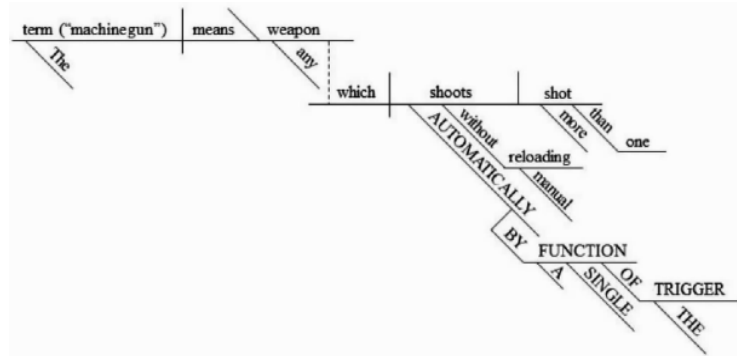 term (“machinegun”) means weapon
The any
which shoots shot
AUTOMATICALLY without more than one
reloading
manual
BY FUNCTION
A SINGLE OF TRIGGER
THE